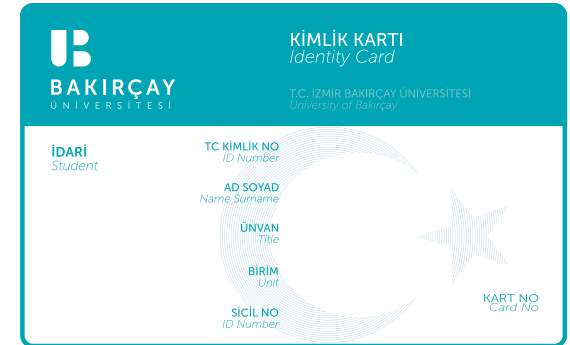 BAKIRÇAY
ÜNİVERSİTESİ
KİMLİK KARTI
Identity Card
T.C. İZMİR BAKIRÇAY ÜNİVERSİTESİ
University of Bakırçay
İDARİ
Student
TC KİMLİK NO
ID Number
AD SOYAD
Name Surname
ÜNVAN
Title
BİRİM
Unit
SİCİL NO
ID Number
KART NO
Card No